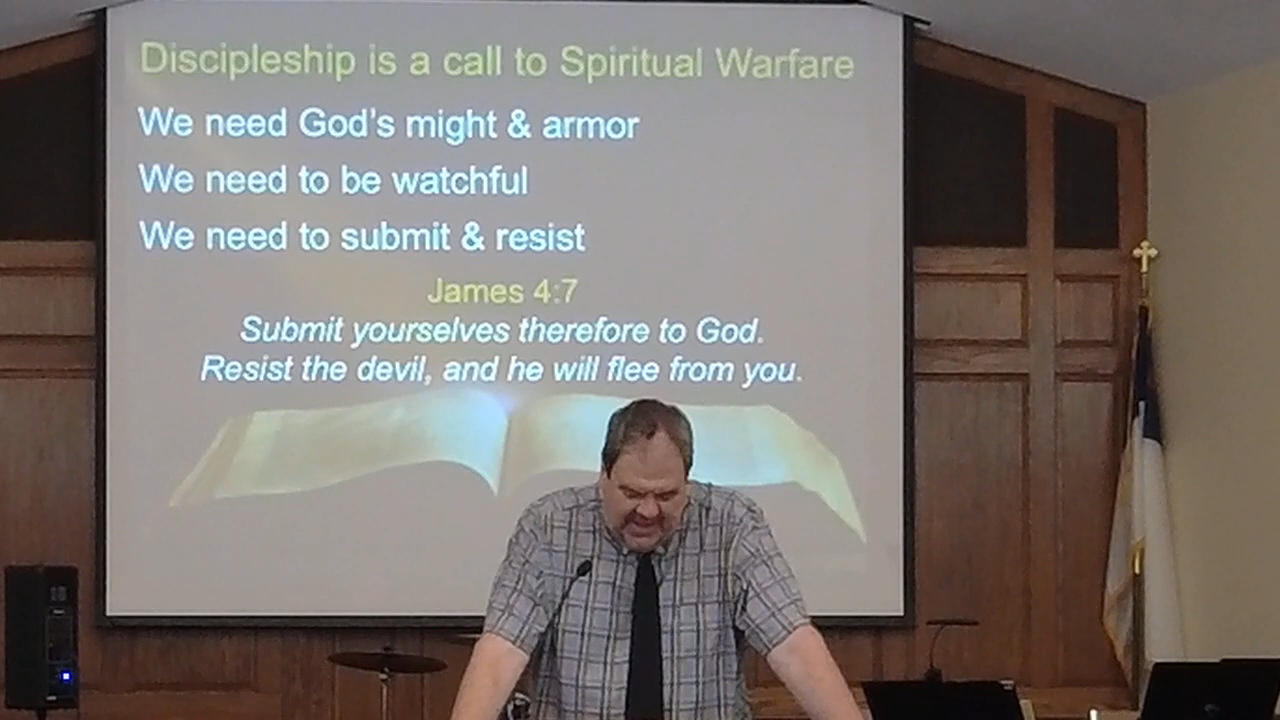 Discipleship is a call to Spiritual Warfare
We need God's might & armor
We need to be watchful
We need to submit & resist
James 4:7
Submit yourselves therefore to God.
Resist the devil, and he will flee from you.